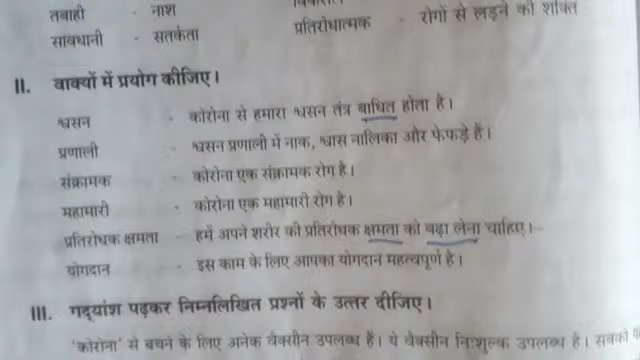 तबाही - नाश
सावधानी - सतर्कता
प्रतिरोधात्मक - रोगों से लड़ने की शक्ति
II. वाक्यों में प्रयोग कीजिए।
श्वसन - कोरोना से हमारा श्वसन तंत्र बाधित होता है।
प्रणाली - श्वसन प्रणाली में नाक, श्वास नालिका और फेफड़े हैं।
संक्रामक - कोरोना एक संक्रामक रोग है।
महामारी - कोरोना एक महामारी रोग है।
प्रतिरोधक क्षमता - हमें अपने शरीर की प्रतिरोधक क्षमता को बढ़ा लेना चाहिए।
योगदान - इस काम के लिए आपका योगदान महत्वपूर्ण है।
III. गद्यांश पढ़कर निम्नलिखित प्रश्नों के उत्तर दीजिए।
'कोरोना' से बचने के लिए अनेक वैक्सीन उपलब्ध हैं। ये वैक्सीन निःशुल्क उपलब्ध है। सबको